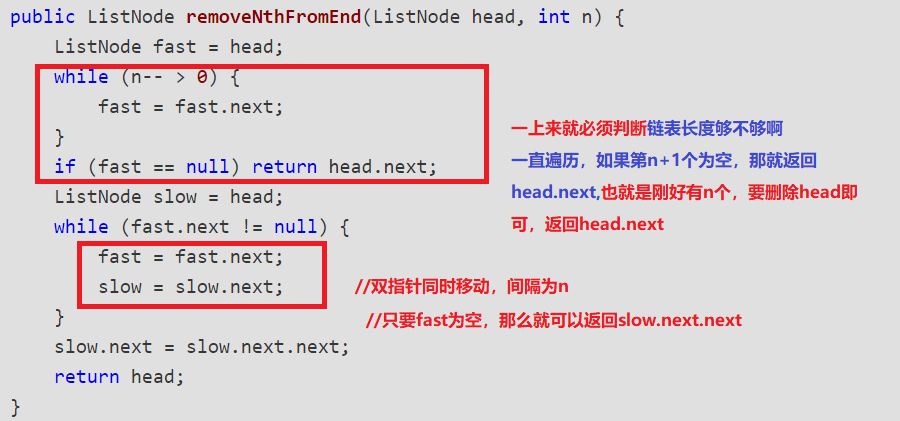 public ListNode removeNthFromEnd(ListNode head, int n) {
    ListNode fast = head;
    while (n-- > 0) {
        fast = fast.next;
    }
    if (fast == null) return head.next;
    ListNode slow = head;
    while (fast.next != null) {
        fast = fast.next;
        slow = slow.next;
    }
    slow.next = slow.next.next;
    return head;
}
一上来就必须判断链表长度够不够啊
一直遍历，如果第n+1个为空，那就返回
head.next,也就是刚好有n个，要删除head即
可，返回head.next
//双指针同时移动，间隔为n
//只要fast为空，那么就可以返回slow.next.next